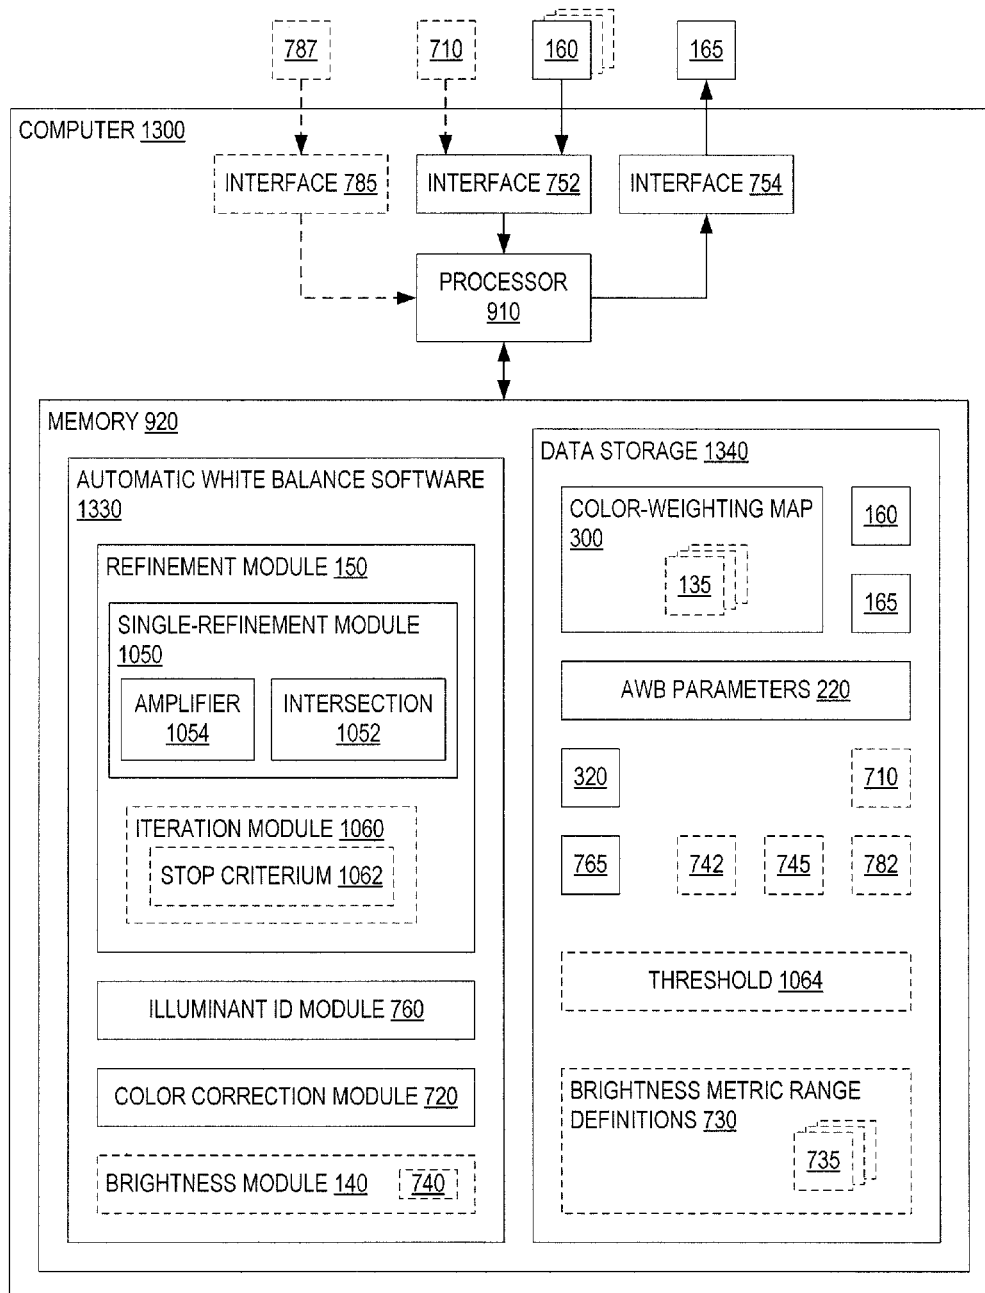 787
710
160
165
COMPUTER 1300
INTERFACE 785
INTERFACE 752
INTERFACE 754
PROCESSOR
910
MEMORY 920
AUTOMATIC WHITE BALANCE SOFTWARE
1330
REFINEMENT MODULE 150
SINGLE-REFINEMENT MODULE
1050
AMPLIFIER
1054
INTERSECTION
1052
ITERATION MODULE 1060
STOP CRITERIUM 1062
ILLUMINANT ID MODULE 760
COLOR CORRECTION MODULE 720
BRIGHTNESS MODULE 140
740
DATA STORAGE 1340
COLOR-WEIGHTING MAP
300
135
160
165
AWB PARAMETERS 220
320
710
765
742
745
782
THRESHOLD 1064
BRIGHTNESS METRIC RANGE
DEFINITIONS 730
735